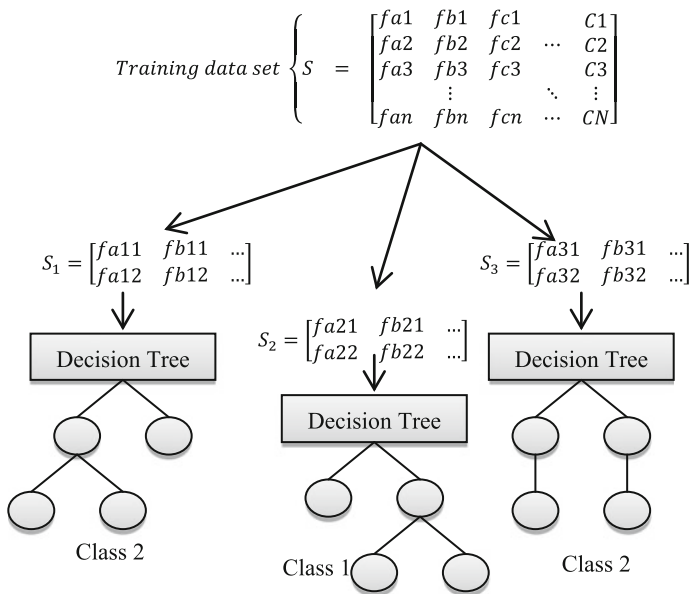 Training data set { S = [fa1 fb1 fc1 C1
fa2 fb2 fc2 ⋯ C2
fa3 fb3 fc3 C3
⋮ ⋱ ⋮
fan fbn fcn ⋯ CN]
S₁ = [fa11 fb11 …
fa12 fb12 …]
S₂ = [fa21 fb21 …
fa22 fb22 …]
S₃ = [fa31 fb31 …
fa32 fb32 …]
Decision Tree
Decision Tree
Decision Tree
Class 2
Class 1
Class 2